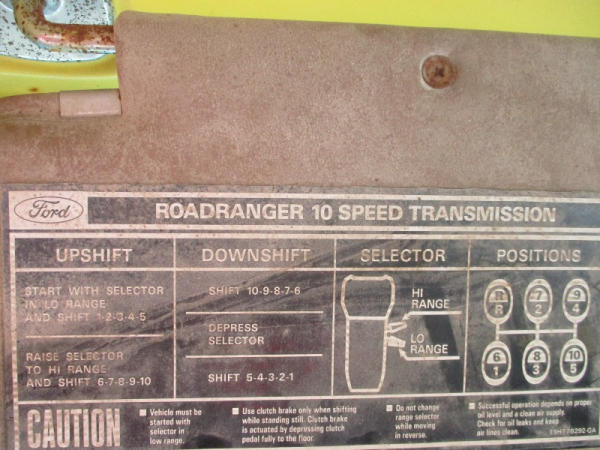 Ford ROADRANGER 10 SPEED TRANSMISSION
UPSHIFT DOWNSHIFT SELECTOR POSITIONS
START WITH SELECTOR
IN LO RANGE
AND SHIFT 1-2-3-4-5
RAISE SELECTOR
TO HI RANGE
AND SHIFT 6-7-8-9-10
SHIFT 10-9-8-7-6
DEPRESS
SELECTOR
SHIFT 5-4-3-2-1
HI
RANGE
LO
RANGE
R 7 9
R 2 4
6 8 10
1 3 5
CAUTION
Vehicle must be
started with
selector in
low range.
Use clutch brake only when shifting
while standing still. Clutch brake
is actuated by depressing clutch
pedal fully to the floor.
Do not change
range selector
while moving
in reverse.
Successful operation depends on proper
oil level and a clean air supply.
Check for oil leaks and keep
air lines clean.